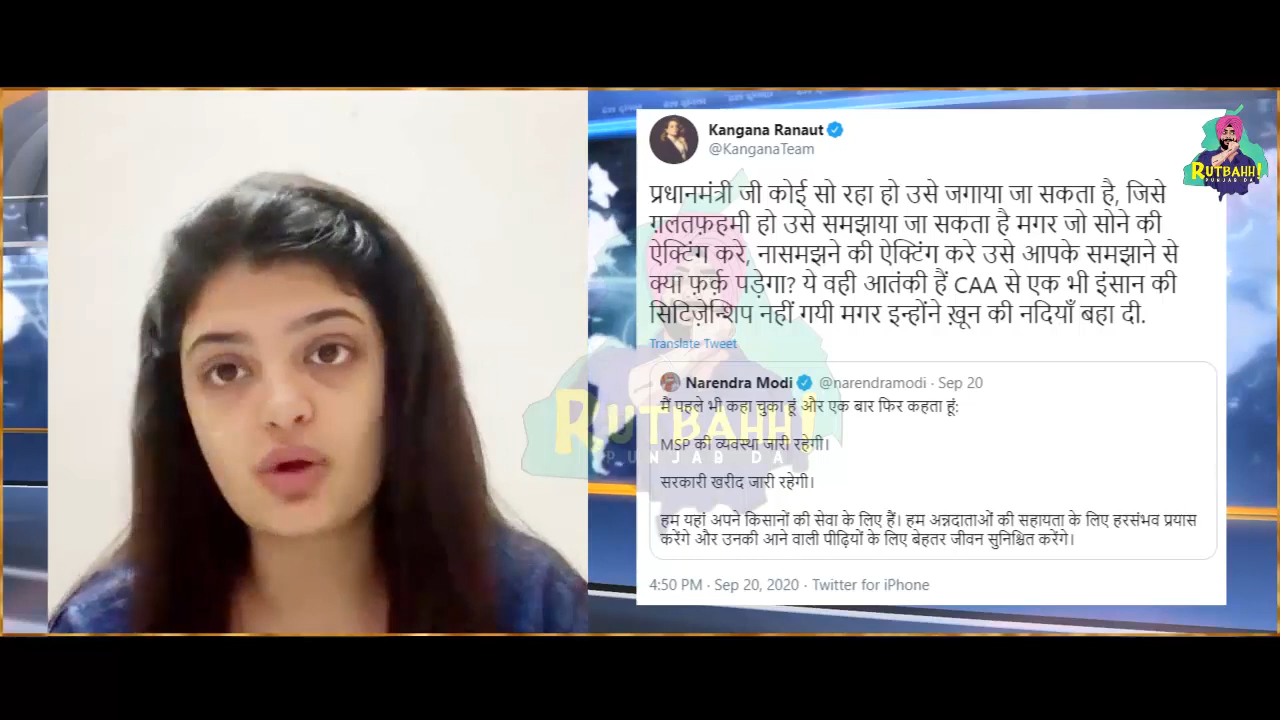 Kangana Ranaut
@KanganaTeam
प्रधानमंत्री जी कोई सो रहा हो उसे जगाया जा सकता है, जिसे
ग़लतफ़हमी हो उसे समझाया जा सकता है मगर जो सोने की
ऐक्टिंग करे, नासमझने की ऐक्टिंग करे उसे आपके समझाने से
क्या फ़र्क़ पड़ेगा? ये वही आतंकी हैं CAA से एक भी इंसान की
सिटिज़ेन्शिप नहीं गयी मगर इन्होंने ख़ून की नदियाँ बहा दी.
Translate Tweet
Narendra Modi @narendramodi · Sep 20
मैं पहले भी कहा चुका हूं और एक बार फिर कहता हूं:
MSP की व्यवस्था जारी रहेगी।
सरकारी खरीद जारी रहेगी।
हम यहां अपने किसानों की सेवा के लिए हैं। हम अन्नदाताओं की सहायता के लिए हरसंभव प्रयास
करेंगे और उनकी आने वाली पीढ़ियों के लिए बेहतर जीवन सुनिश्चित करेंगे।
4:50 PM · Sep 20, 2020 · Twitter for iPhone
RUTBAHH!
PUNJAB DA
RUTBAHH!
PUNJAB DA